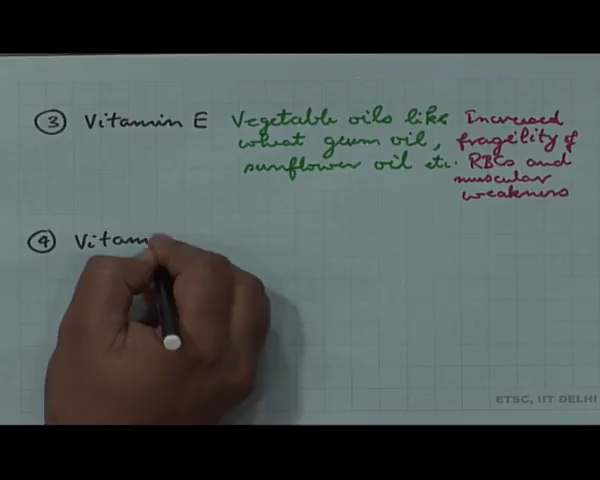 ③ Vitamin E Vegetable oils like Increased
wheat germ oil, fragility of
sunflower oil etc. RBCs and
muscular
weakness
④ Vitam
ETSC, IIT DELHI